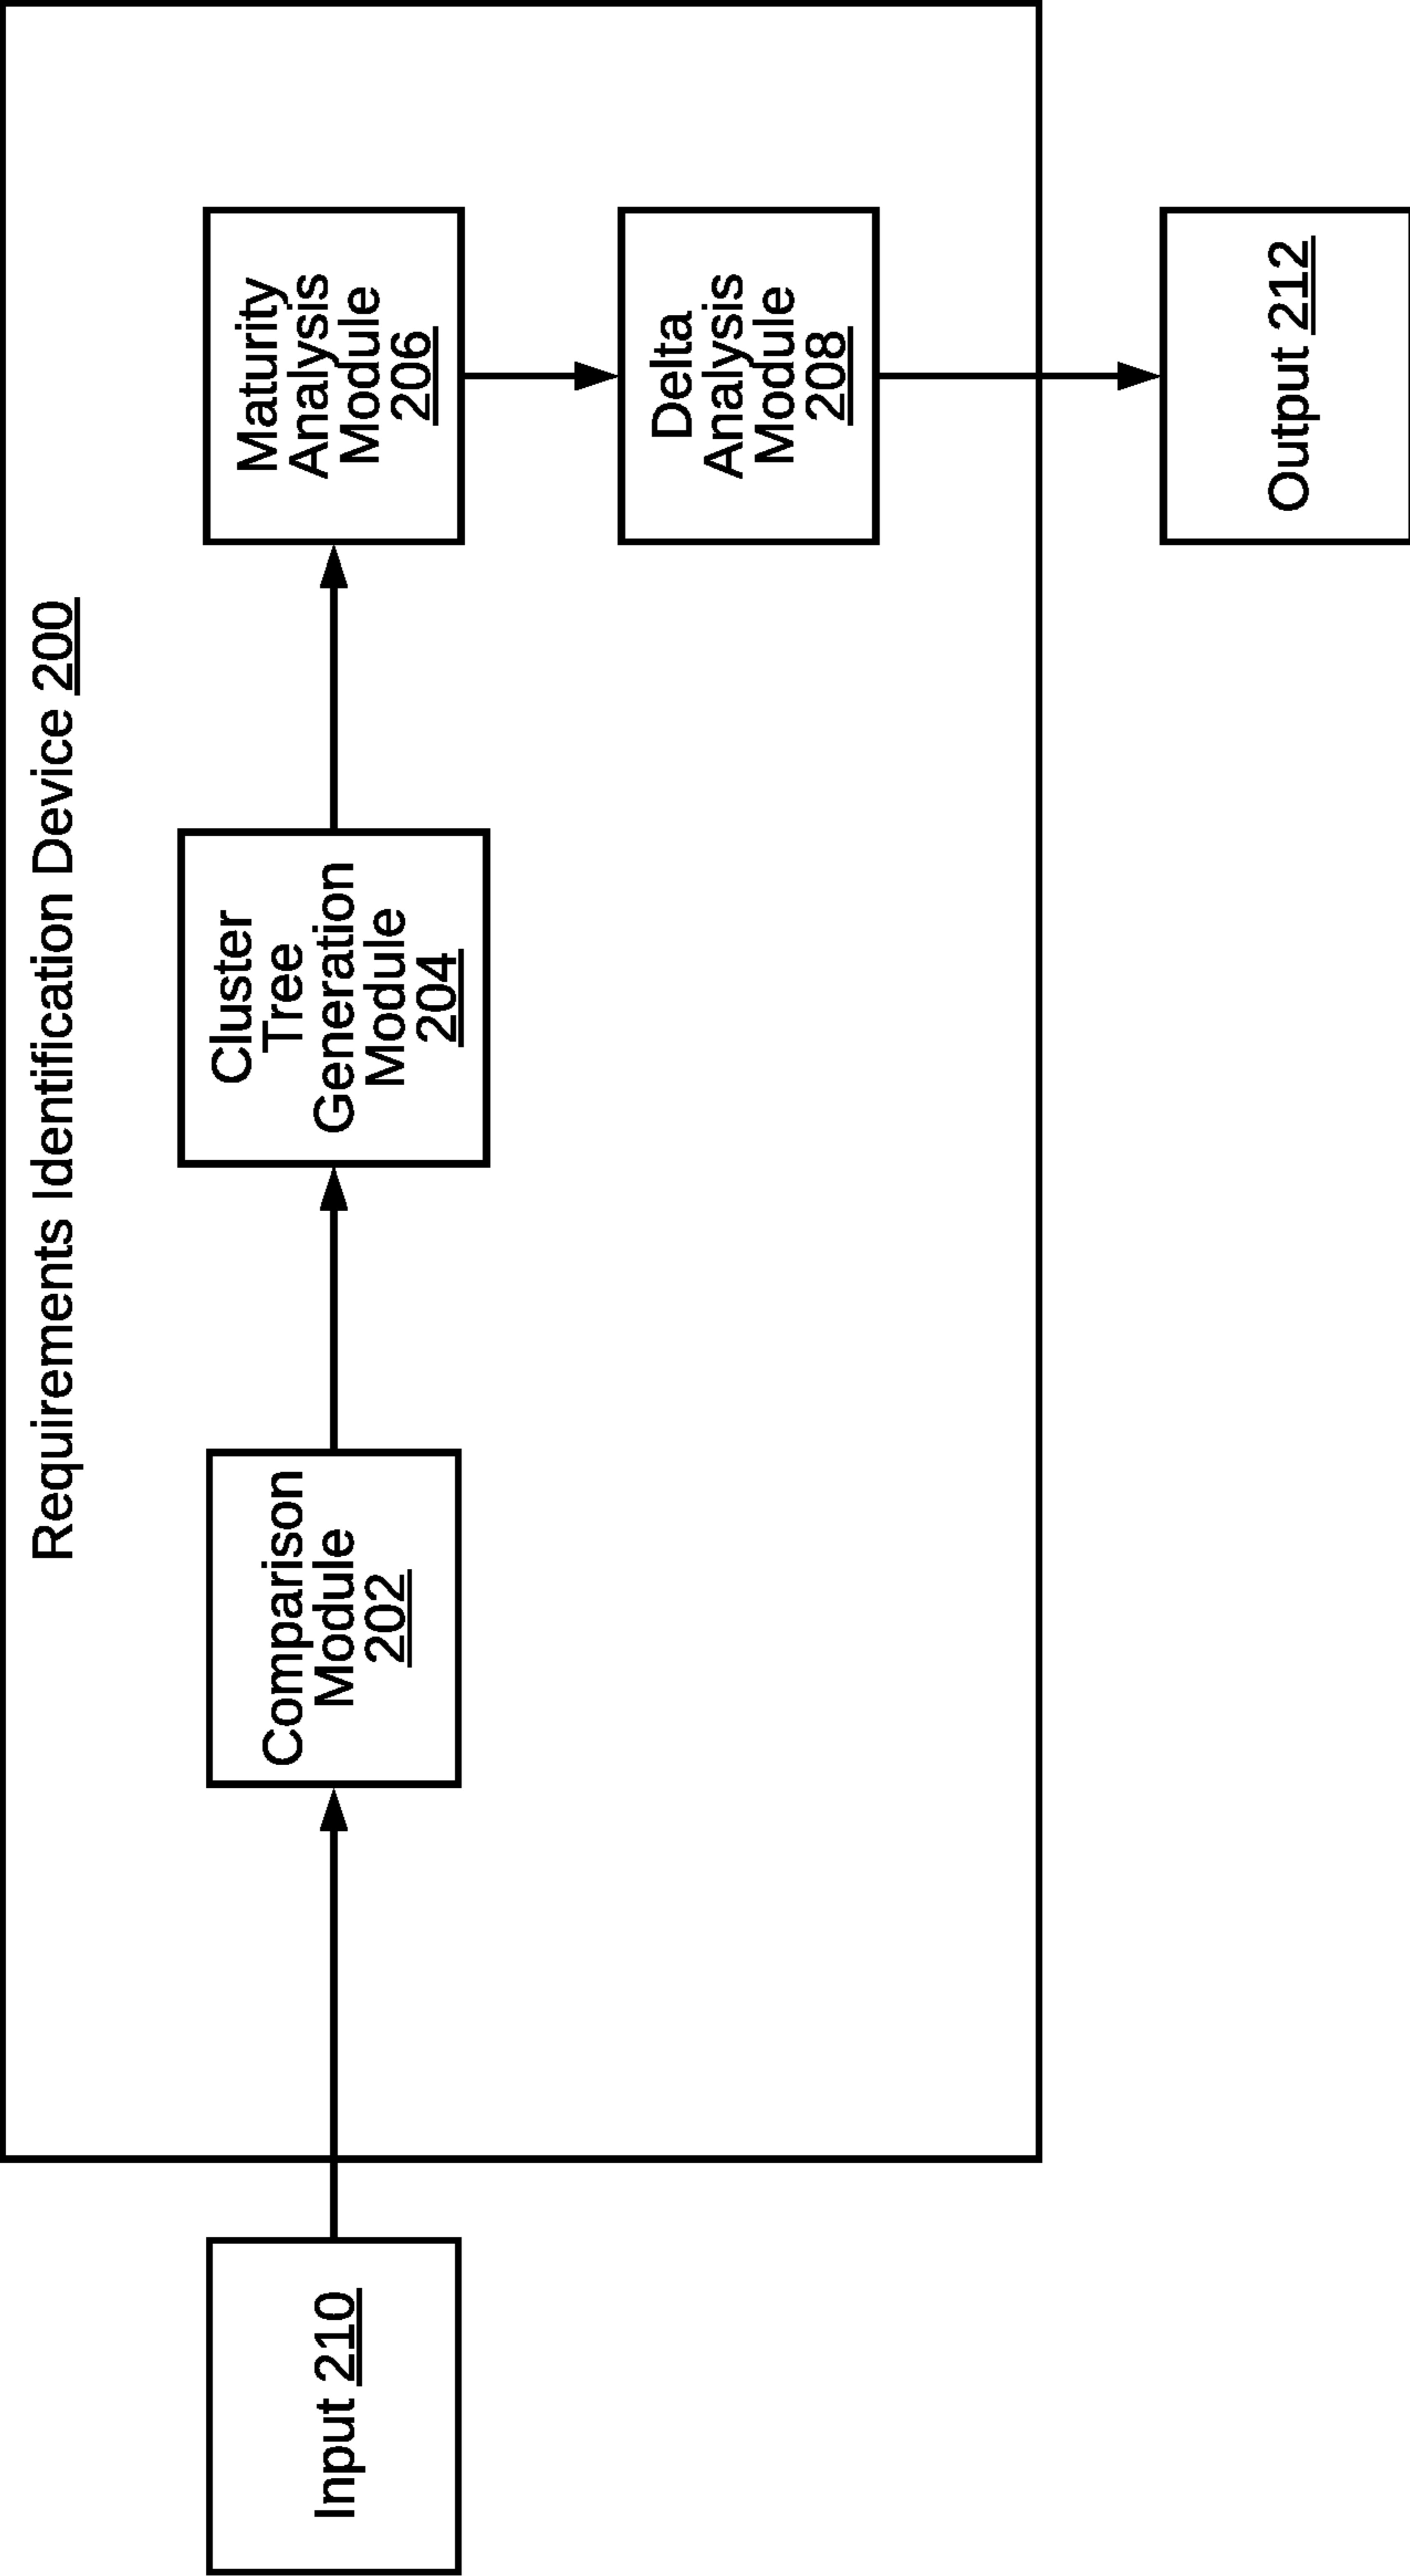 Requirements Identification Device 200
Input 210
Comparison
Module
202
Cluster
Tree
Generation
Module
204
Maturity
Analysis
Module
206
Delta
Analysis
Module
208
Output 212